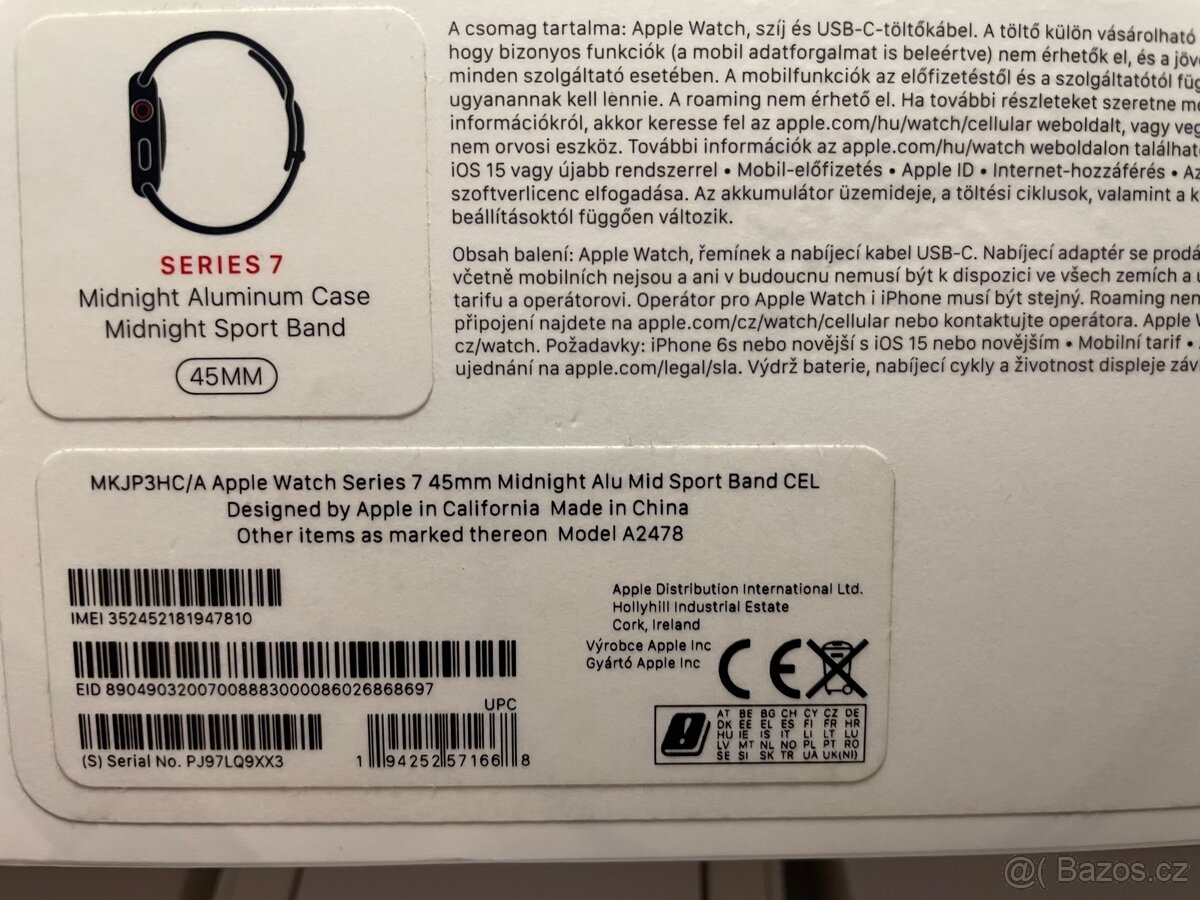 SERIES 7
Midnight Aluminum Case
Midnight Sport Band
45MM
A csomag tartalma: Apple Watch, szíj és USB-C-töltőkábel. A töltő külön vásárolható
hogy bizonyos funkciók (a mobil adatforgalmat is beleértve) nem érhetők el, és a jöv
minden szolgáltató esetében. A mobilfunkciók az előfizetéstől és a szolgáltatótól füg
ugyanannak kell lennie. A roaming nem érhető el. Ha további részleteket szeretne me
információkról, akkor keresse fel az apple.com/hu/watch/cellular weboldalt, vagy veg
nem orvosi eszköz. További információk az apple.com/hu/watch weboldalon találhat
iOS 15 vagy újabb rendszerrel • Mobil-előfizetés • Apple ID • Internet-hozzáférés • Az
szoftverlicenc elfogadása. Az akkumulátor üzemideje, a töltési ciklusok, valamint a k
beállításoktól függően változik.
Obsah balení: Apple Watch, řemínek a nabíjecí kabel USB-C. Nabíjecí adaptér se prodá
včetně mobilních nejsou a ani v budoucnu nemusí být k dispozici ve všech zemích a u
tarifu a operátorovi. Operátor pro Apple Watch i iPhone musí být stejný. Roaming nen
připojení najdete na apple.com/cz/watch/cellular nebo kontaktujte operátora. Apple W
cz/watch. Požadavky: iPhone 6s nebo novější s iOS 15 nebo novějším • Mobilní tarif •
ujednání na apple.com/legal/sla. Výdrž baterie, nabíjecí cykly a životnost displeje záv
MKJP3HC/A Apple Watch Series 7 45mm Midnight Alu Mid Sport Band CEL
Designed by Apple in California Made in China
Other items as marked thereon Model A2478
IMEI 352452181947810
EID 89049032007008883000086026868697
UPC
(S) Serial No. PJ97LQ9XX3
1 94252 57166 8
Apple Distribution International Ltd.
Hollyhill Industrial Estate
Cork, Ireland
Výrobce Apple Inc
Gyártó Apple Inc
CE
AT BE BG CH CY CZ DE
DK EE EL ES FI FR HR
HU IE IS IT LI LT LU
LV MT NL NO PL PT RO
SE SI SK TR UA UK(NI)
@( Bazos.cz